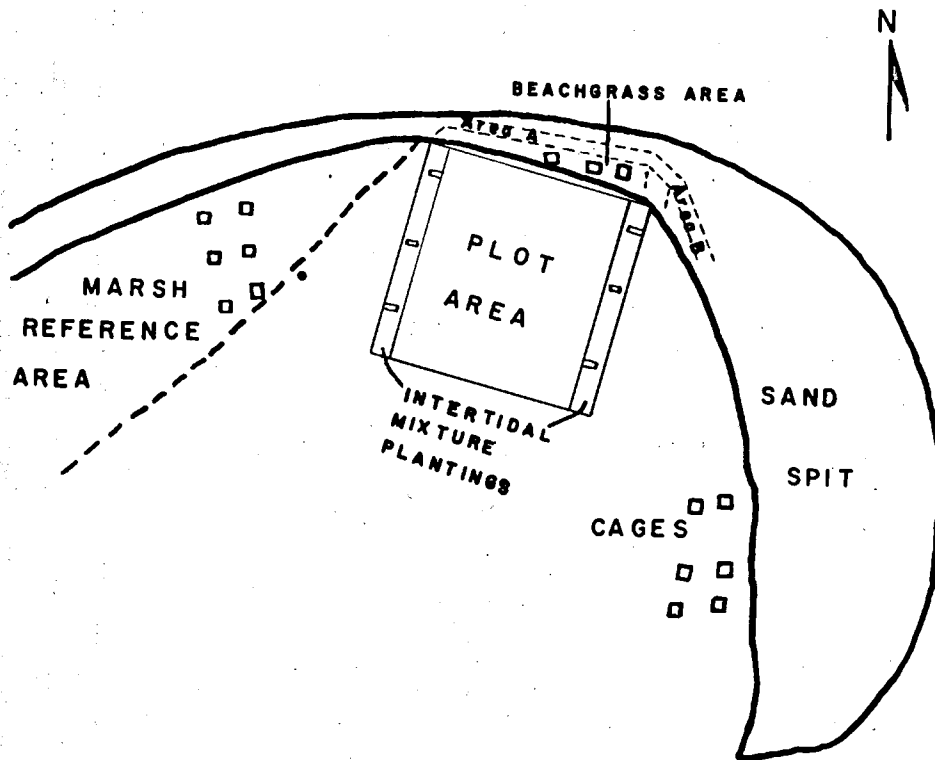 N
BEACHGRASS AREA
Area A
Area B
PLOT
AREA
MARSH
REFERENCE
AREA
INTERTIDAL
MIXTURE
PLANTINGS
SAND
SPIT
CAGES